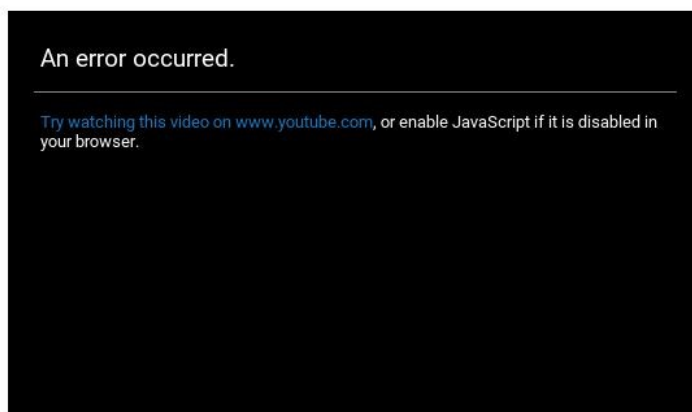 An error occurred.
Try watching this video on www.youtube.com, or enable JavaScript if it is disabled in
your browser.